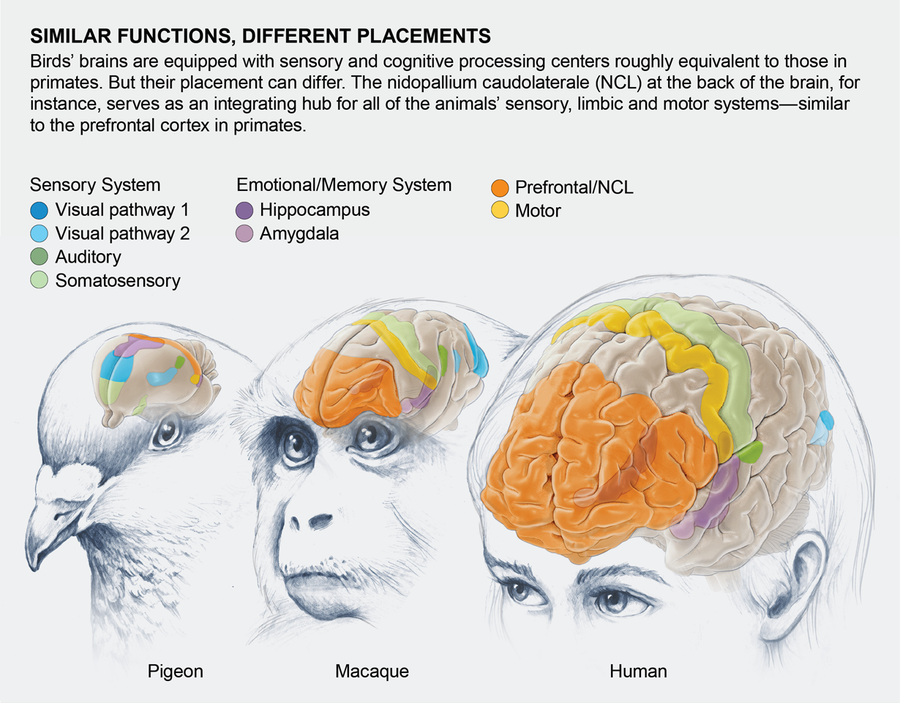 SIMILAR FUNCTIONS, DIFFERENT PLACEMENTS
Birds’ brains are equipped with sensory and cognitive processing centers roughly equivalent to those in
primates. But their placement can differ. The nidopallium caudolaterale (NCL) at the back of the brain, for
instance, serves as an integrating hub for all of the animals’ sensory, limbic and motor systems—similar
to the prefrontal cortex in primates.
Sensory System
Visual pathway 1
Visual pathway 2
Auditory
Somatosensory
Emotional/Memory System
Hippocampus
Amygdala
Prefrontal/NCL
Motor
Pigeon
Macaque
Human